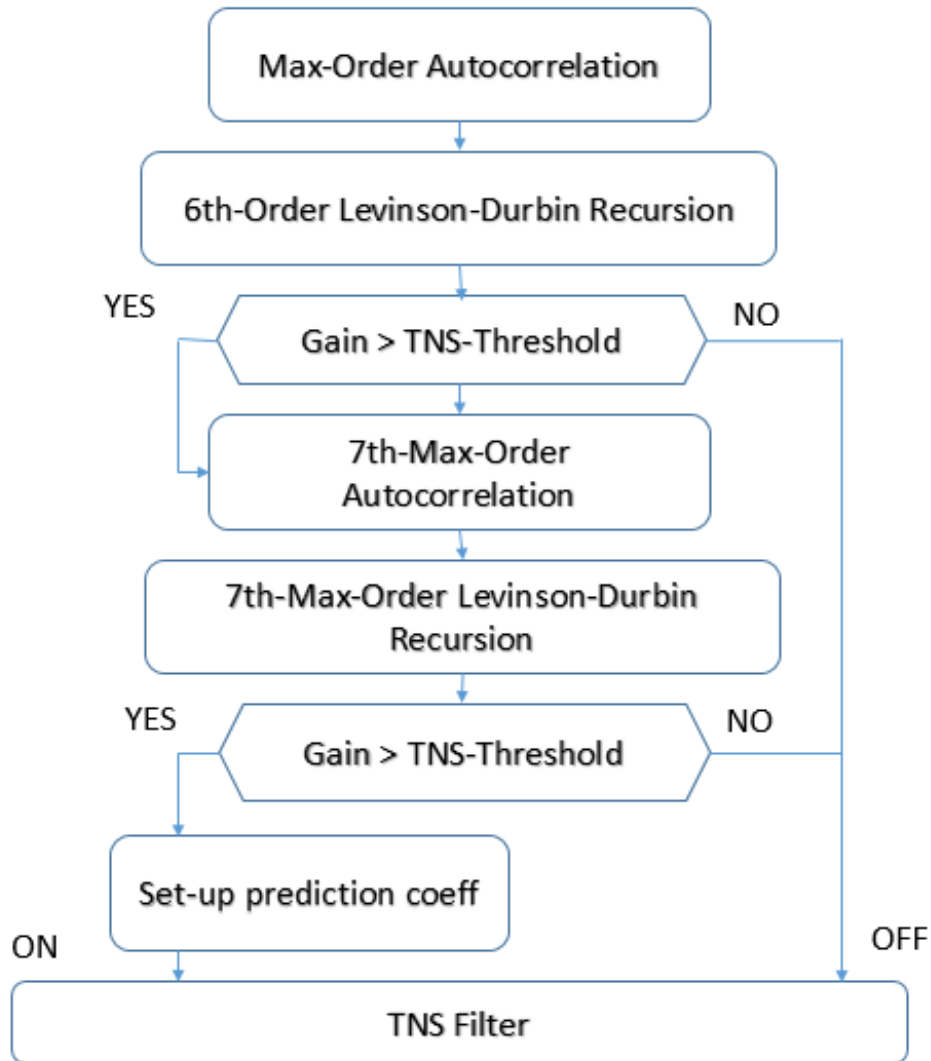 Max-Order Autocorrelation
6th-Order Levinson-Durbin Recursion
YES
NO
Gain > TNS-Threshold
7th-Max-Order
Autocorrelation
7th-Max-Order Levinson-Durbin
Recursion
YES
NO
Gain > TNS-Threshold
Set-up prediction coeff
ON
OFF
TNS Filter